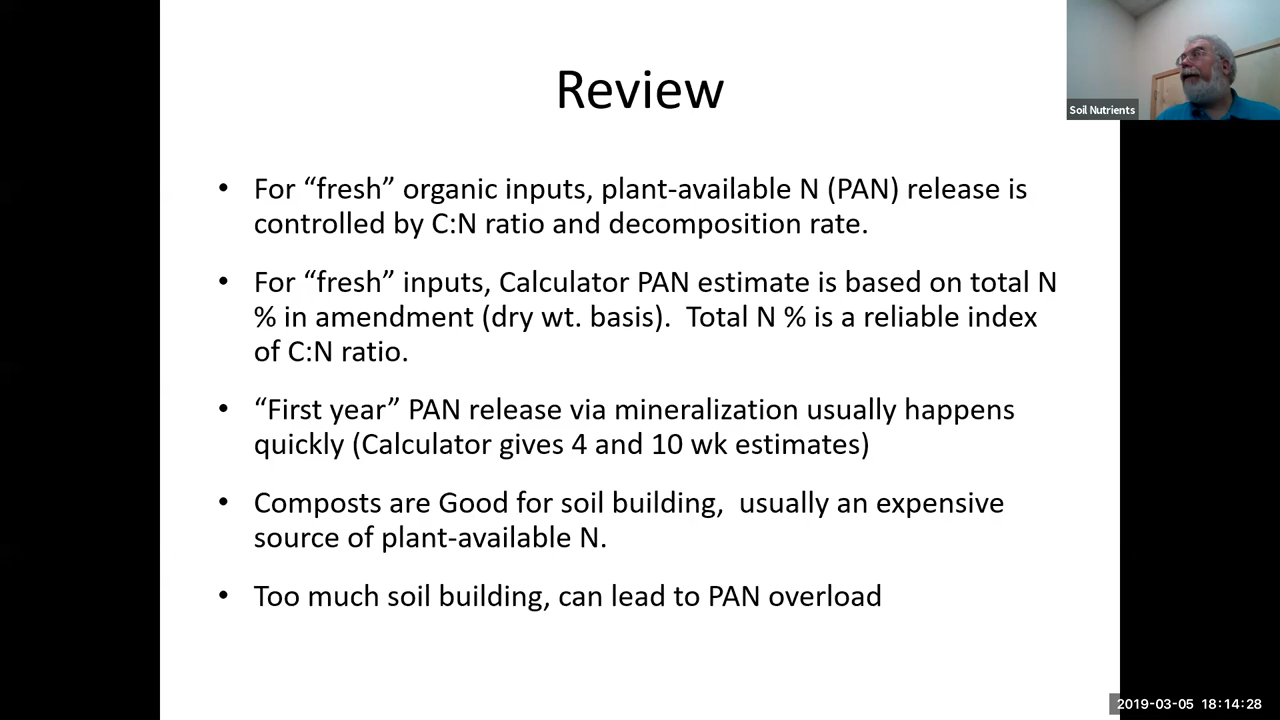 Review
Soil Nutrients
• For “fresh” organic inputs, plant-available N (PAN) release is
controlled by C:N ratio and decomposition rate.
• For “fresh” inputs, Calculator PAN estimate is based on total N
% in amendment (dry wt. basis).  Total N % is a reliable index
of C:N ratio.
• “First year” PAN release via mineralization usually happens
quickly (Calculator gives 4 and 10 wk estimates)
• Composts are Good for soil building,  usually an expensive
source of plant-available N.
• Too much soil building, can lead to PAN overload
2019-03-05  18:14:28